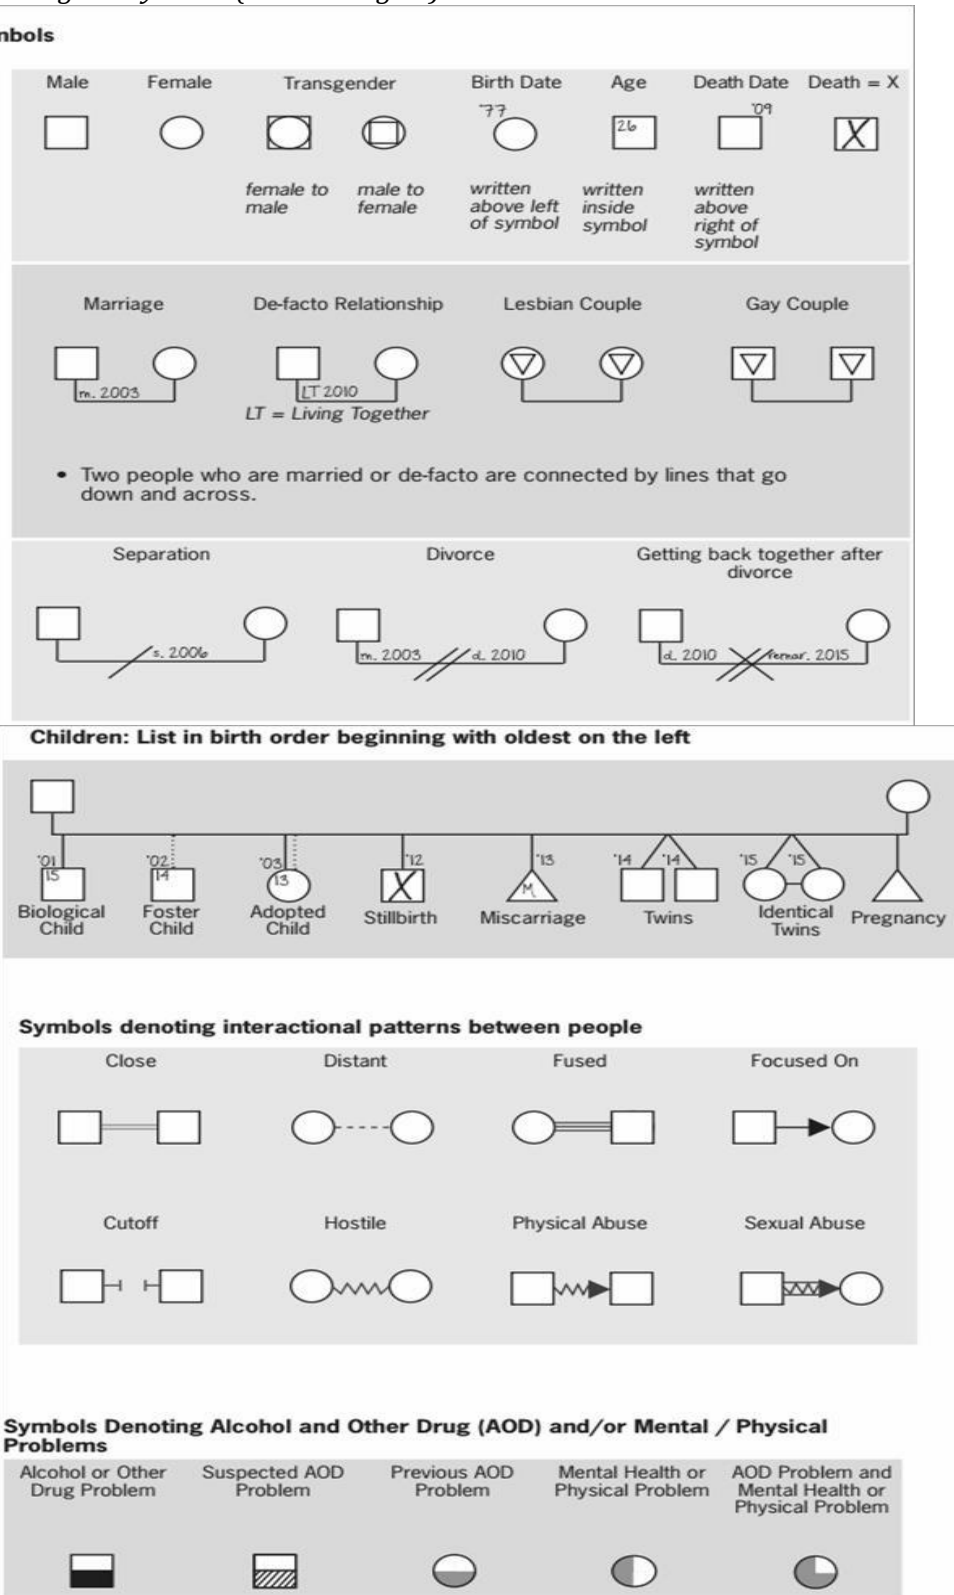 nbols
Male Female Transgender Birth Date Age Death Date Death = X
'77 26 '09 X
female to male
male to female
written above left of symbol
written inside symbol
written above right of symbol
Marriage De-facto Relationship Lesbian Couple Gay Couple
m. 2003 LT 2010
LT = Living Together
• Two people who are married or de-facto are connected by lines that go
down and across.
Separation Divorce Getting back together after
divorce
s. 2006 m. 2003 d. 2010 d. 2010 remar. 2015
Children: List in birth order beginning with oldest on the left
'01 '02 '03 '12 '13 '14 '14 '15 '15
15 14 13 X M
Biological Child
Foster Child
Adopted Child
Stillbirth
Miscarriage
Twins
Identical Twins
Pregnancy
Symbols denoting interactional patterns between people
Close Distant Fused Focused On
Cutoff Hostile Physical Abuse Sexual Abuse
Symbols Denoting Alcohol and Other Drug (AOD) and/or Mental / Physical
Problems
Alcohol or Other Drug Problem
Suspected AOD Problem
Previous AOD Problem
Mental Health or Physical Problem
AOD Problem and Mental Health or Physical Problem